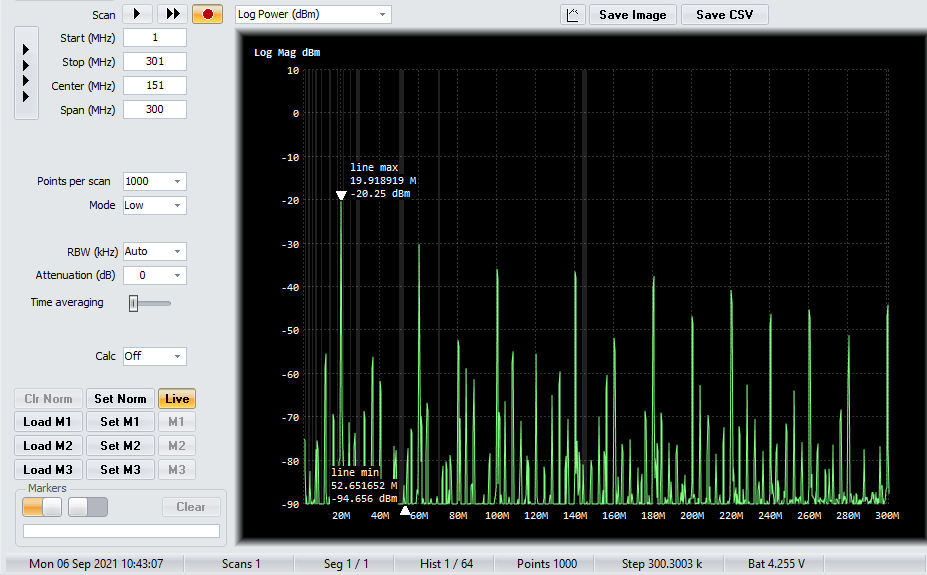 Scan
Log Power (dBm)
Save Image
Save CSV
Start (MHz) 1
Stop (MHz) 301
Center (MHz) 151
Span (MHz) 300
Points per scan 1000
Mode Low
RBW (kHz) Auto
Attenuation (dB) 0
Time averaging
Calc Off
Clr Norm Set Norm Live
Load M1 Set M1 M1
Load M2 Set M2 M2
Load M3 Set M3 M3
Markers
Clear
Log Mag dBm
10
0
-10
line max
19.918919 M
-20.25 dBm
-20
-30
-40
-50
-60
-70
-80
line min
52.651652 M
-94.656 dBm
-90
20M 40M 60M 80M 100M 120M 140M 160M 180M 200M 220M 240M 260M 280M 300M
Mon 06 Sep 2021 10:43:07 Scans 1 Seg 1 / 1 Hist 1 / 64 Points 1000 Step 300.3003 k Bat 4.255 V